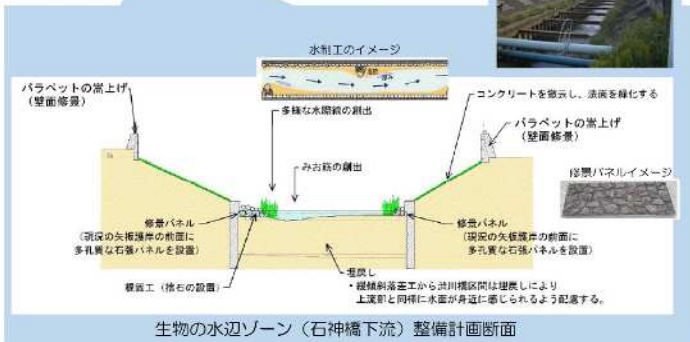 水制工のイメージ
パラペットの嵩上げ
(壁面修景)
多様な水際線の創出
コンクリートを撤去し、法面を緑化する
パラペットの嵩上げ
(壁面修景)
みお筋の創出
修景パネルイメージ
修景パネル
(現況の矢板護岸の前面に
多孔質な石張パネルを設置)
修景パネル
(現況の矢板護岸の前面に
多孔質な石張パネルを設置)
根固工(捨石の設置)
埋戻し
・緩傾斜落差工から渋川橋区間は埋戻しにより
上流部と同様に水面が身近に感じられるよう配慮する。
生物の水辺ゾーン(石神橋下流)整備計画断面